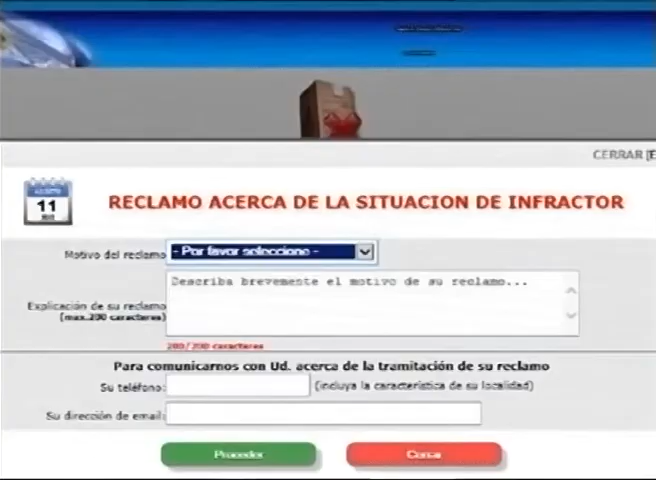 CERRAR [E
11
RECLAMO ACERCA DE LA SITUACION DE INFRACTOR
Motivo del reclamo
- Por favor seleccione -
Describa brevemente el motivo de su reclamo...
Explicación de su reclamo
(max.200 caracteres)
200/200 caracteres
Para comunicarnos con Ud. acerca de la tramitación de su reclamo
Su teléfono:
(incluya la característica de su localidad)
Su dirección de email:
Proceder
Cerrar